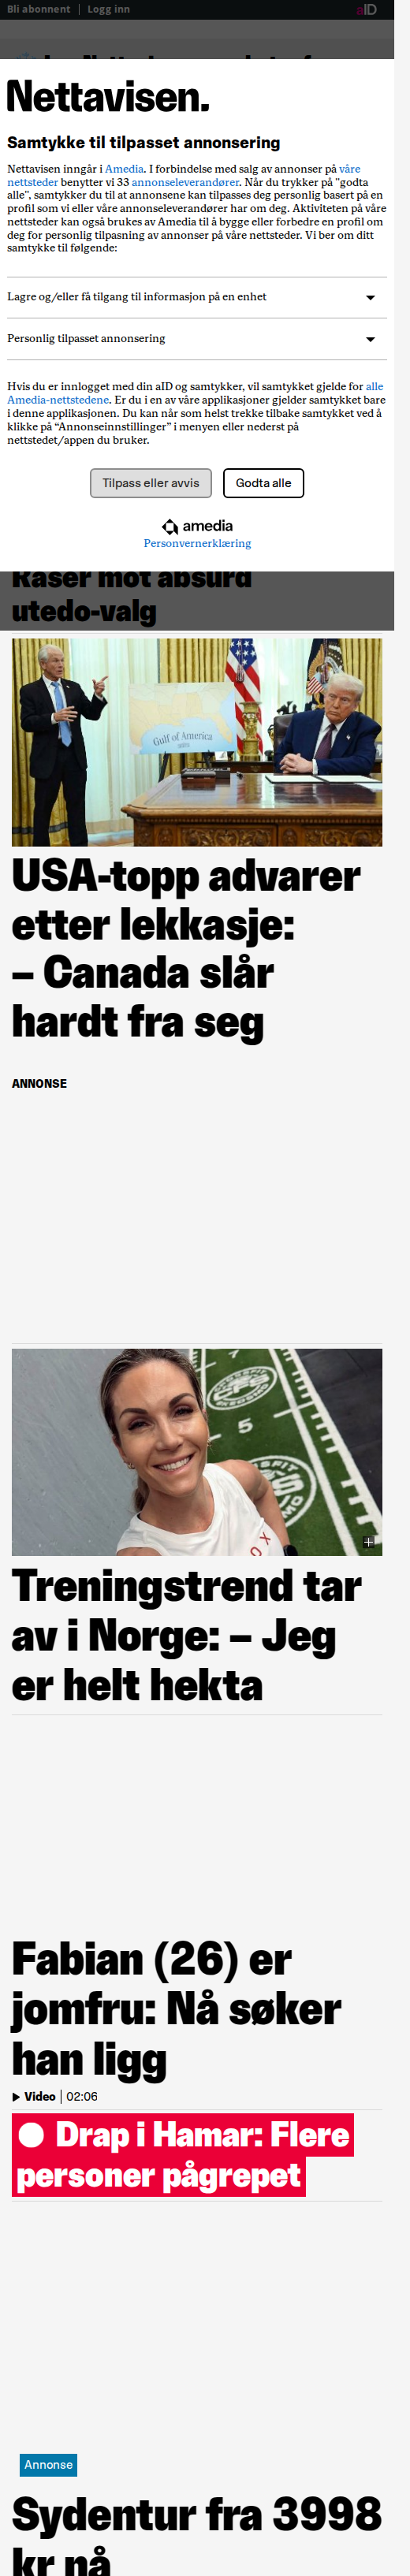 Bli abonnent | Logg inn
aID
Nettavisen.
Samtykke til tilpasset annonsering
Nettavisen inngår i Amedia. I forbindelse med salg av annonser på våre
nettsteder benytter vi 33 annonseleverandører. Når du trykker på "godta
alle", samtykker du til at annonsene kan tilpasses deg personlig basert på en
profil som vi eller våre annonseleverandører har om deg. Aktiviteten på våre
nettsteder kan også brukes av Amedia til å bygge eller forbedre en profil om
deg for personlig tilpasning av annonser på våre nettsteder. Vi ber om ditt
samtykke til følgende:
Lagre og/eller få tilgang til informasjon på en enhet
Personlig tilpasset annonsering
Hvis du er innlogget med din aID og samtykker, vil samtykket gjelde for alle
Amedia-nettstedene. Er du i en av våre applikasjoner gjelder samtykket bare
i denne applikasjonen. Du kan når som helst trekke tilbake samtykket ved å
klikke på “Annonseinnstillinger” i menyen eller nederst på
nettstedet/appen du bruker.
Tilpass eller avvis
Godta alle
amedia
Personvernerklæring
Raser mot absurd
utedo-valg
Gulf of America
USA-topp advarer
etter lekkasje:
– Canada slår
hardt fra seg
ANNONSE
5
Treningstrend tar
av i Norge: – Jeg
er helt hekta
Fabian (26) er
jomfru: Nå søker
han ligg
Video | 02:06
Drap i Hamar: Flere
personer pågrepet
Annonse
Sydentur fra 3998
kr nå